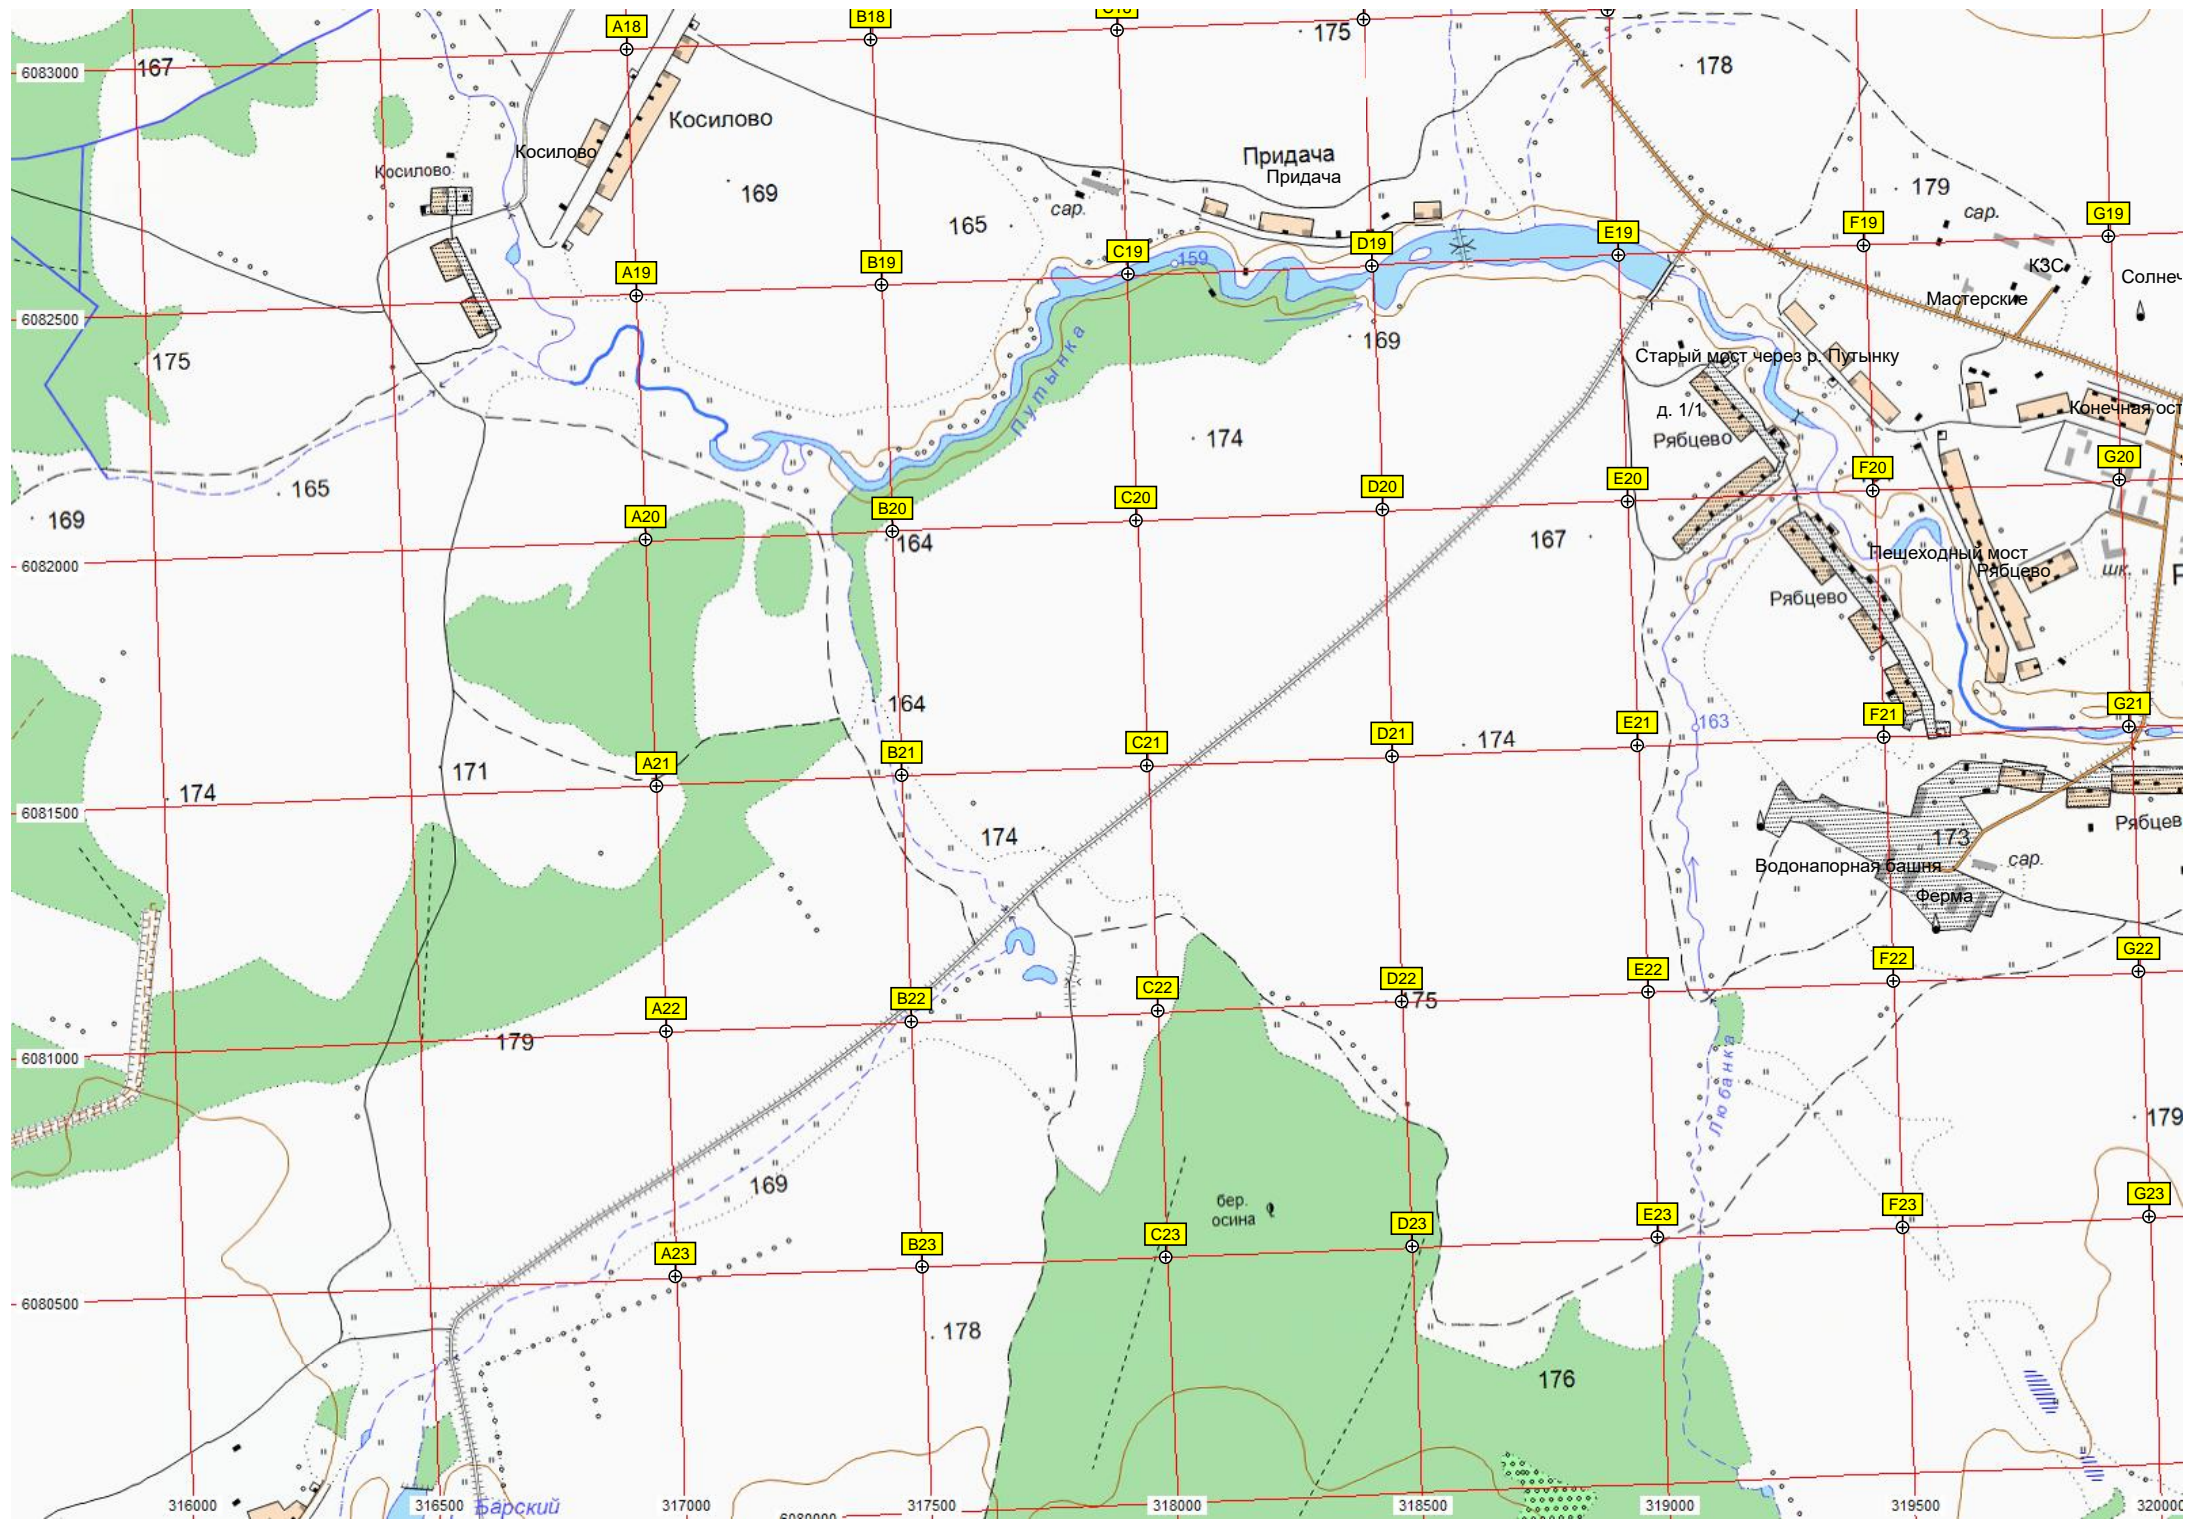 A18
B18
175
178
6083000
167
Косилово
Косилово
Косилово
Придача
Придача
169
сар.
165
179
сар.
КЗС
Солнеч
Мастерские
A19
B19
C19
159
D19
E19
F19
G19
6082500
175
Путынка
169
Старый мост через р. Путынку
д. 1/1
Рябцево
Конечная ост
174
165
169
A20
B20
164
C20
D20
E20
F20
G20
167
Пешеходный мост
Рябцево
шк.
6082000
Рябцево
164
A21
B21
C21
D21
174
E21
163
F21
G21
171
174
6081500
174
173
Рябцев
Водонапорная башня
сар.
Ферма
A22
B22
C22
D22
175
E22
F22
G22
179
6081000
Любанка
179
169
бер.
осина
A23
B23
C23
D23
E23
F23
G23
6080500
178
176
316000
316500
Барский
317000
317500
318000
318500
319000
319500
320000